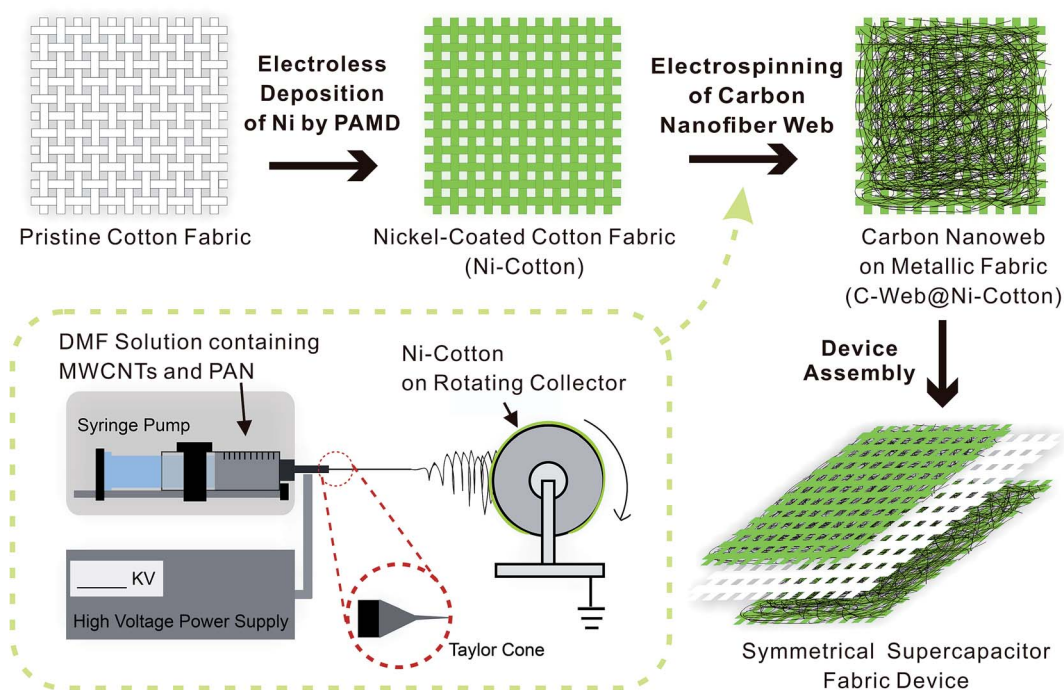 Electroless
Deposition
of Ni by PAMD
Electrospinning
of Carbon
Nanofiber Web
Pristine Cotton Fabric
Nickel-Coated Cotton Fabric
(Ni-Cotton)
Carbon Nanoweb
on Metallic Fabric
(C-Web@Ni-Cotton)
DMF Solution containing
MWCNTs and PAN
Ni-Cotton
on Rotating Collector
Syringe Pump
____ KV
High Voltage Power Supply
Taylor Cone
Device
Assembly
Symmetrical Supercapacitor
Fabric Device